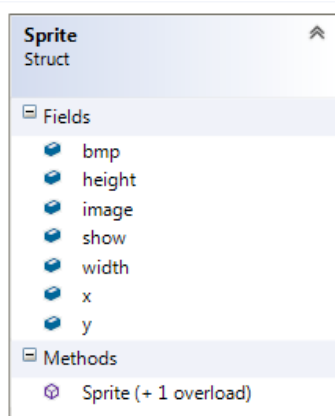 Sprite
Struct
Fields
bmp
height
image
show
width
x
y
Methods
Sprite (+ 1 overload)